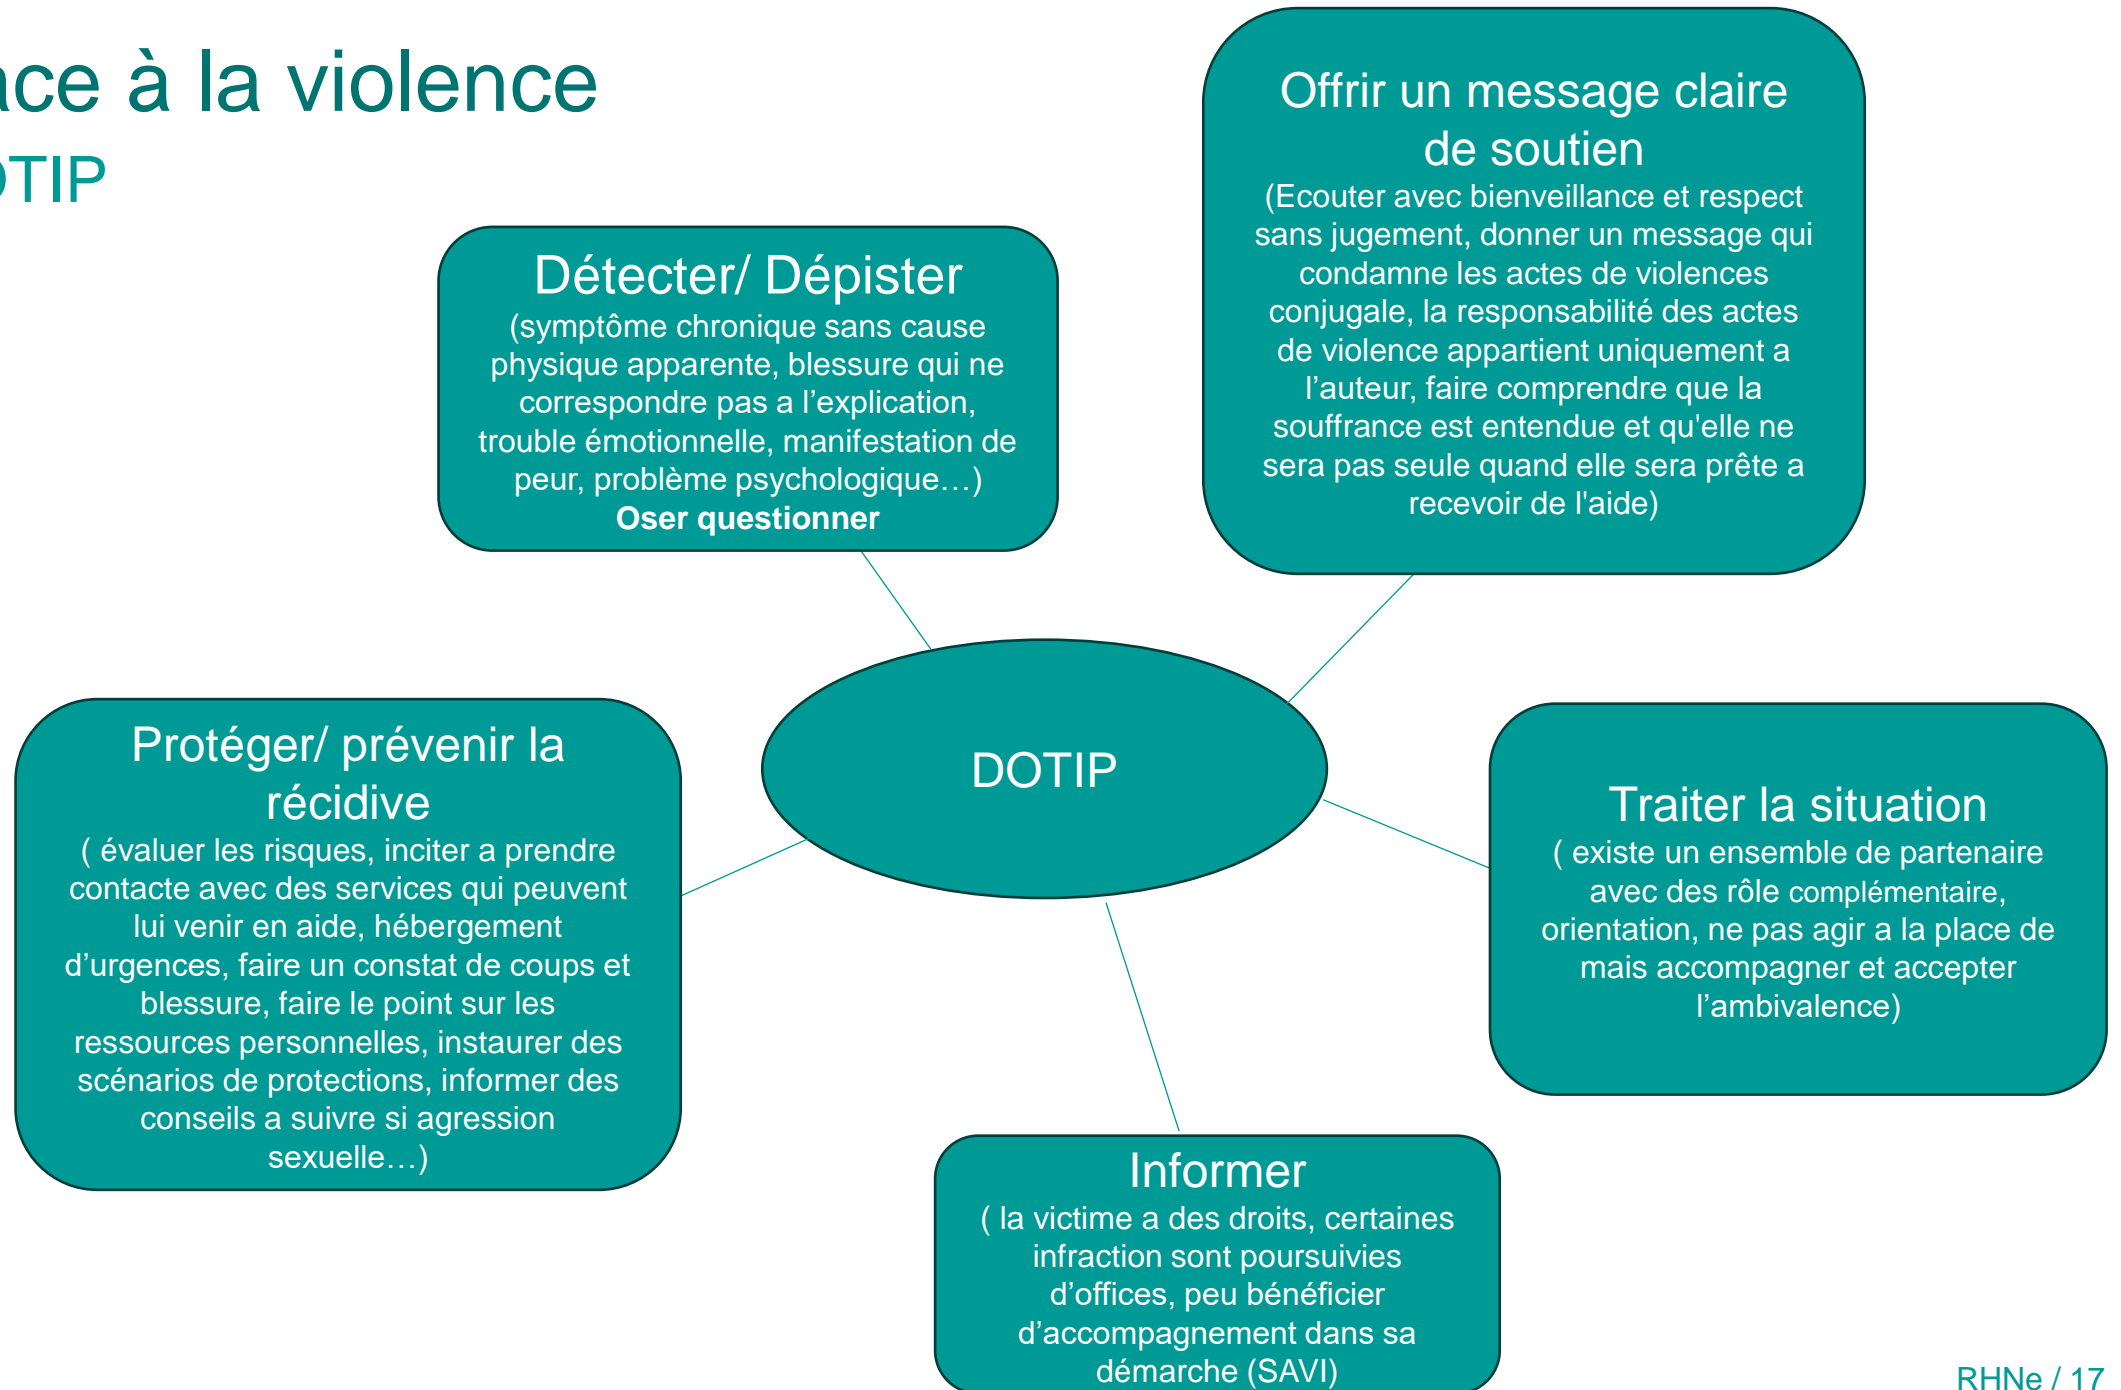 ace à la violence
OTIP
Détecter/ Dépister
(symptôme chronique sans cause
physique apparente, blessure qui ne
correspondre pas a l’explication,
trouble émotionnelle, manifestation de
peur, problème psychologique…)
Oser questionner
Offrir un message claire
de soutien
(Ecouter avec bienveillance et respect
sans jugement, donner un message qui
condamne les actes de violences
conjugale, la responsabilité des actes
de violence appartient uniquement a
l’auteur, faire comprendre que la
souffrance est entendue et qu'elle ne
sera pas seule quand elle sera prête a
recevoir de l'aide)
DOTIP
Protéger/ prévenir la
récidive
( évaluer les risques, inciter a prendre
contacte avec des services qui peuvent
lui venir en aide, hébergement
d’urgences, faire un constat de coups et
blessure, faire le point sur les
ressources personnelles, instaurer des
scénarios de protections, informer des
conseils a suivre si agression
sexuelle…)
Traiter la situation
( existe un ensemble de partenaire
avec des rôle complémentaire,
orientation, ne pas agir a la place de
mais accompagner et accepter
l’ambivalence)
Informer
( la victime a des droits, certaines
infraction sont poursuivies
d’offices, peu bénéficier
d’accompagnement dans sa
démarche (SAVI)
RHNe / 17